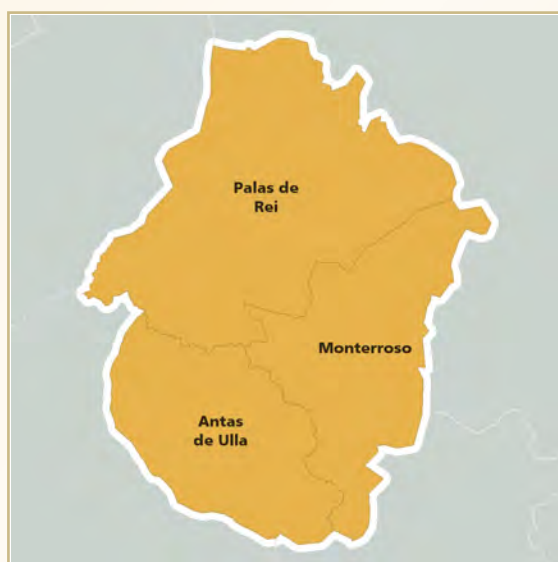 Palas de
Rei
Monterroso
Antas
de Ulla